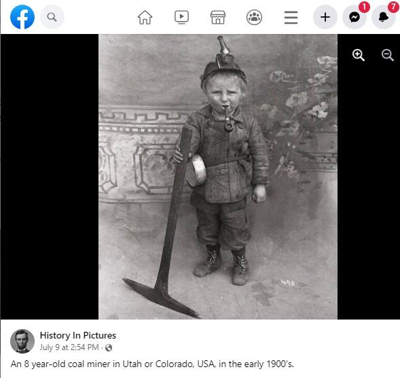 f
1
7
History In Pictures
July 9 at 2:54 PM ·
An 8 year-old coal miner in Utah or Colorado, USA, in the early 1900's.